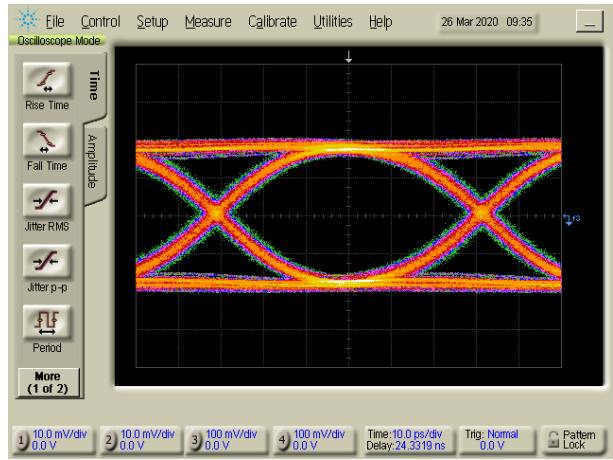 File Control Setup Measure Calibrate Utilities Help 26 Mar 2020 09:35
Oscilloscope Mode
Time
Amplitude
Rise Time
Fall Time
Jitter RMS
Jitter p-p
Period
More
(1 of 2)
f3
1) 10.0 mV/div
0.0 V
2) 10.0 mV/div
0.0 V
3) 100 mV/div
0.0 V
4) 100 mV/div
0.0 V
Time:10.0 ps/div
Delay:24.3319 ns
Trig: Normal
0.0 V
Pattern
Lock